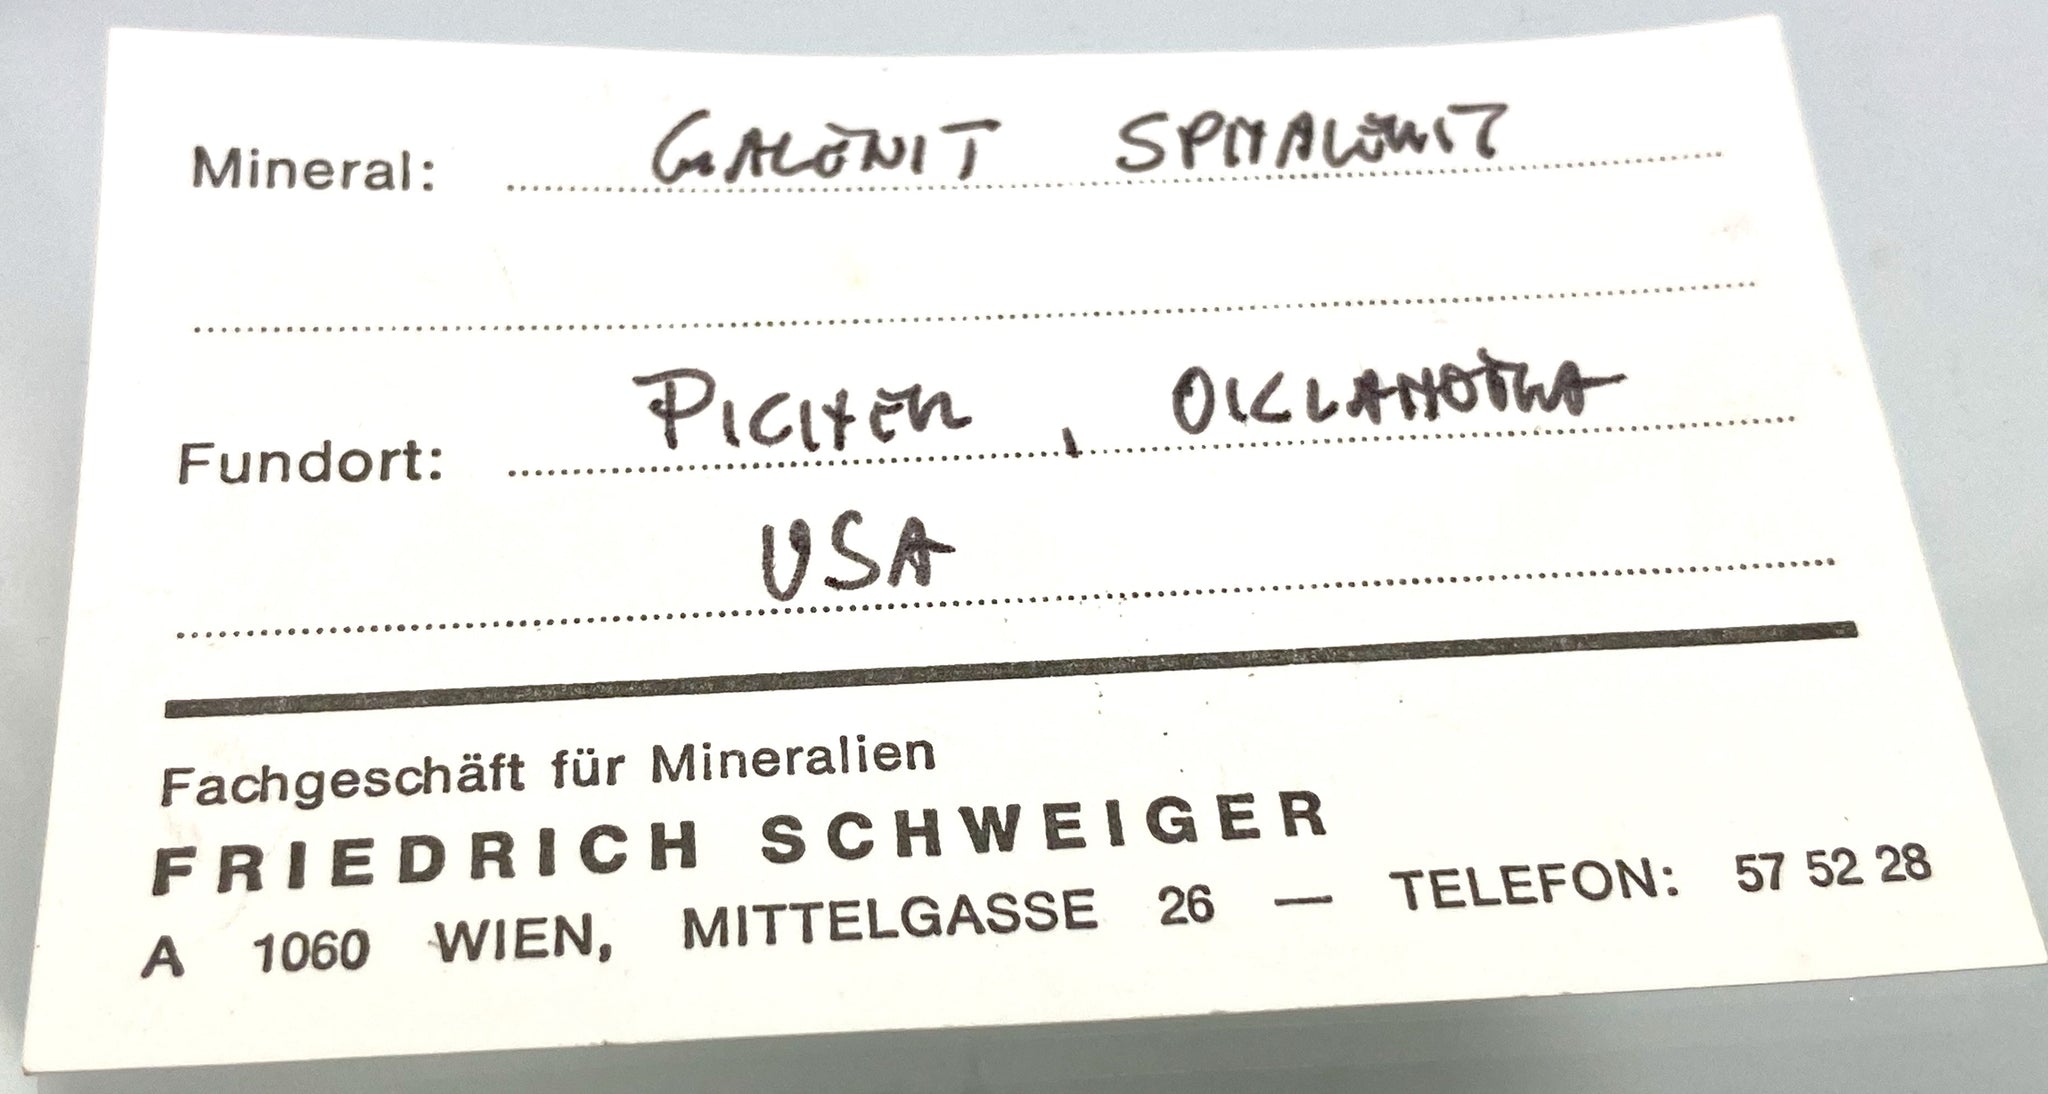 Mineral: GALENIT SPHALERIT
Fundort: PICHER, OKLAHOMA
USA
Fachgeschäft für Mineralien
FRIEDRICH SCHWEIGER
A 1060 WIEN, MITTELGASSE 26 — TELEFON: 57 52 28